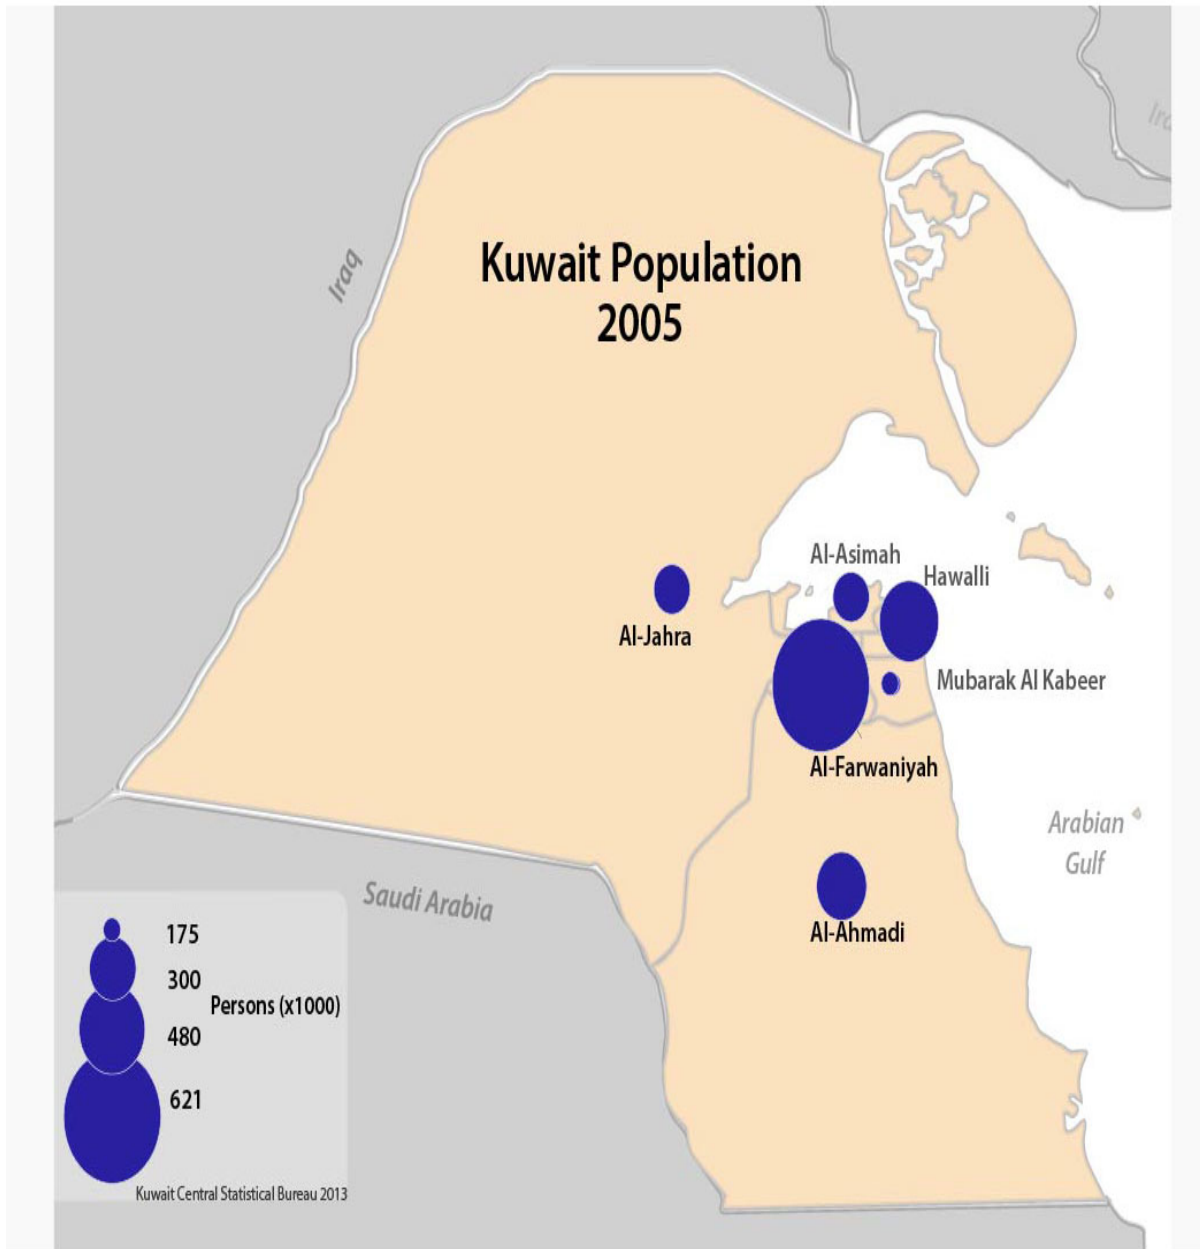 Kuwait Population
2005
Iraq
Al-Asimah
Hawalli
Al-Jahra
Mubarak Al Kabeer
Al-Farwaniyah
Arabian
Gulf
Saudi Arabia
Al-Ahmadi
175
300
Persons (x1000)
480
621
Kuwait Central Statistical Bureau 2013